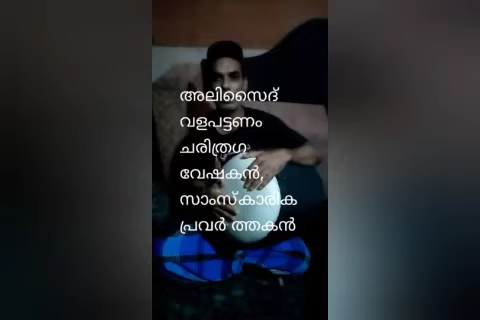 അലിസൈദ്
വളപട്ടണം
ചരിത്രഗ
വേഷകൻ,
സാംസ്കാരിക
പ്രവർ ത്തകൻ